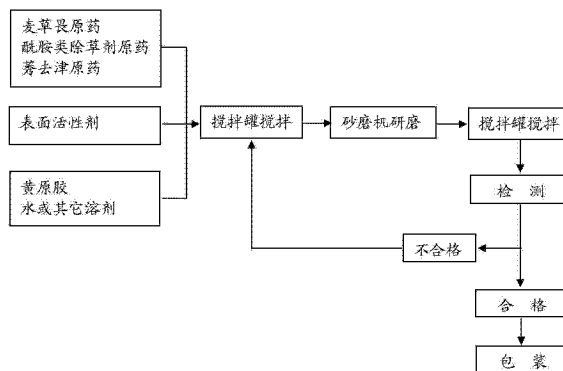 麦草畏原药
酰胺类除草剂原药
莠去津原药
表面活性剂
黄原胶
水或其它溶剂
搅拌罐搅拌
砂磨机研磨
搅拌罐搅拌
检 测
不合格
合 格
包 装